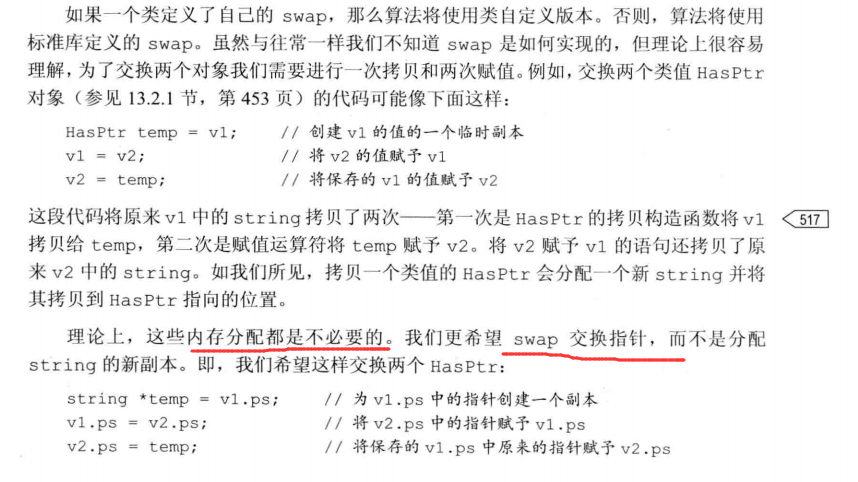 如果一个类定义了自己的 swap，那么算法将使用类自定义版本。否则，算法将使用
标准库定义的 swap。虽然与往常一样我们不知道 swap 是如何实现的，但理论上很容易
理解，为了交换两个对象我们需要进行一次拷贝和两次赋值。例如，交换两个类值 HasPtr
对象（参见 13.2.1 节，第 453 页）的代码可能像下面这样：
HasPtr temp = v1; // 创建 v1 的值的一个临时副本
v1 = v2; // 将 v2 的值赋予 v1
v2 = temp; // 将保存的 v1 的值赋予 v2
这段代码将原来 v1 中的 string 拷贝了两次——第一次是 HasPtr 的拷贝构造函数将 v1
517
拷贝给 temp，第二次是赋值运算符将 temp 赋予 v2。将 v2 赋予 v1 的语句还拷贝了原
来 v2 中的 string。如我们所见，拷贝一个类值的 HasPtr 会分配一个新 string 并将
其拷贝到 HasPtr 指向的位置。
理论上，这些内存分配都是不必要的。我们更希望 swap 交换指针，而不是分配
string 的新副本。即，我们希望这样交换两个 HasPtr：
string *temp = v1.ps; // 为 v1.ps 中的指针创建一个副本
v1.ps = v2.ps; // 将 v2.ps 中的指针赋予 v1.ps
v2.ps = temp; // 将保存的 v1.ps 中原来的指针赋予 v2.ps